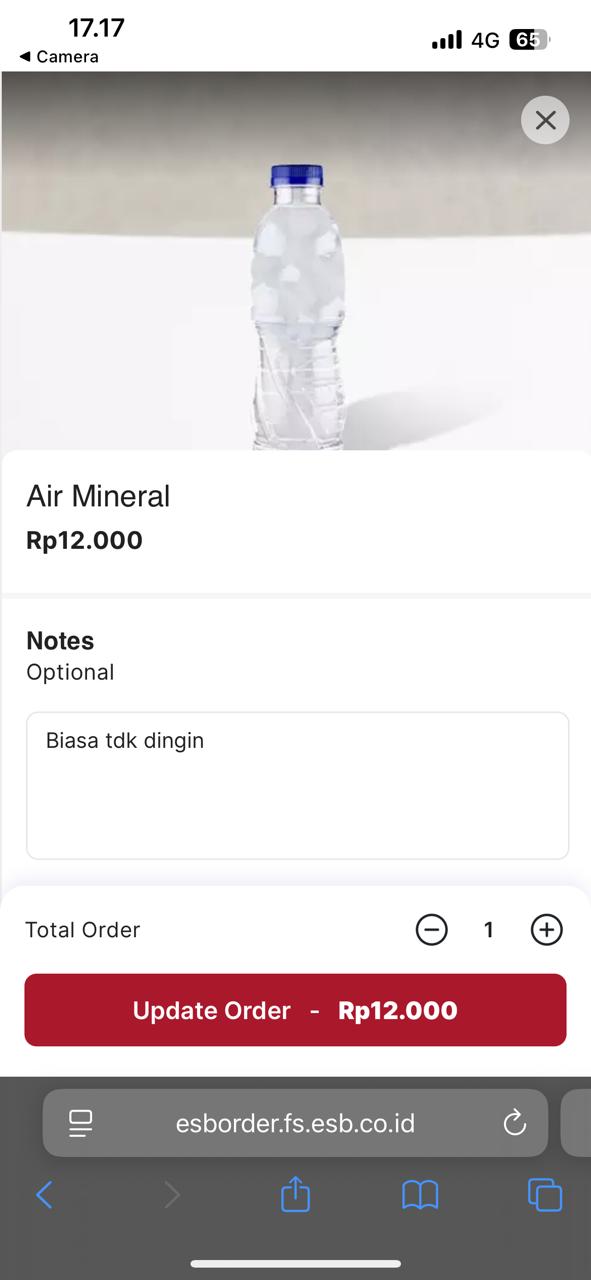 17.17
4G 65
Camera
Air Mineral
Rp12.000
Notes
Optional
Biasa tdk dingin
Total Order 1
Update Order - Rp12.000
esborder.fs.esb.co.id